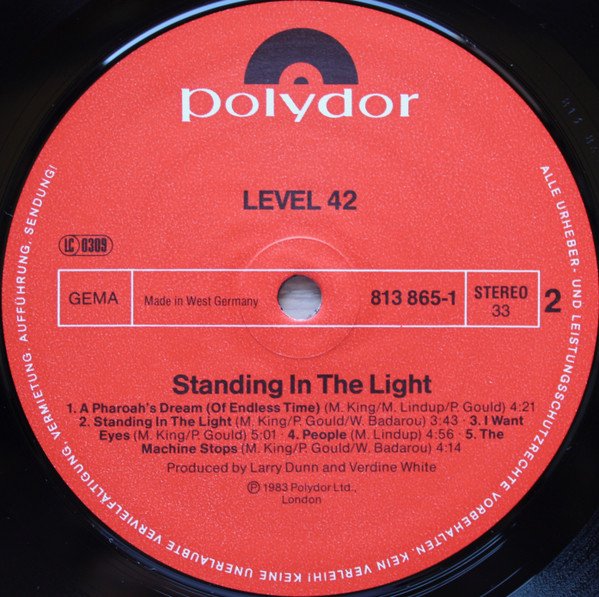 polydor
LEVEL 42
LC 0309
GEMA
Made in West Germany
813 865-1
STEREO
33
2
Standing In The Light
1. A Pharoah's Dream (Of Endless Time) (M. King/M. Lindup/P. Gould) 4:21
2. Standing In The Light (M. King/P. Gould/W. Badarou) 3:43 · 3. I Want
Eyes (M. King/P. Gould) 5:01 · 4. People (M. Lindup) 4:56 · 5. The
Machine Stops (M. King/P. Gould/W. Badarou) 4:14
Produced by Larry Dunn and Verdine White
℗ 1983 Polydor Ltd.,
London
ALLE URHEBER- UND LEISTUNGSSCHUTZRECHTE VORBEHALTEN. KEIN VERLEIH! KEINE UNERLAUBTE VERVIELFÄLTIGUNG, VERMIETUNG, AUFFÜHRUNG, SENDUNG!